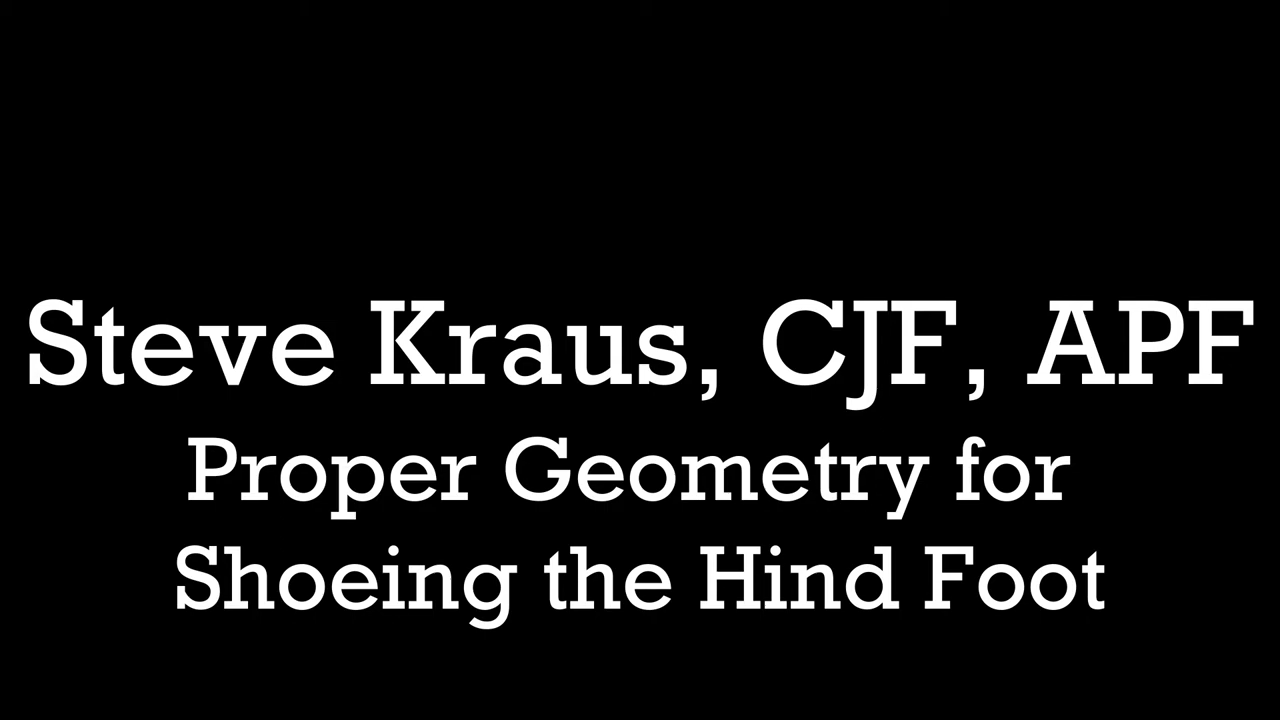 Steve Kraus, CJF, APF
Proper Geometry for
Shoeing the Hind Foot